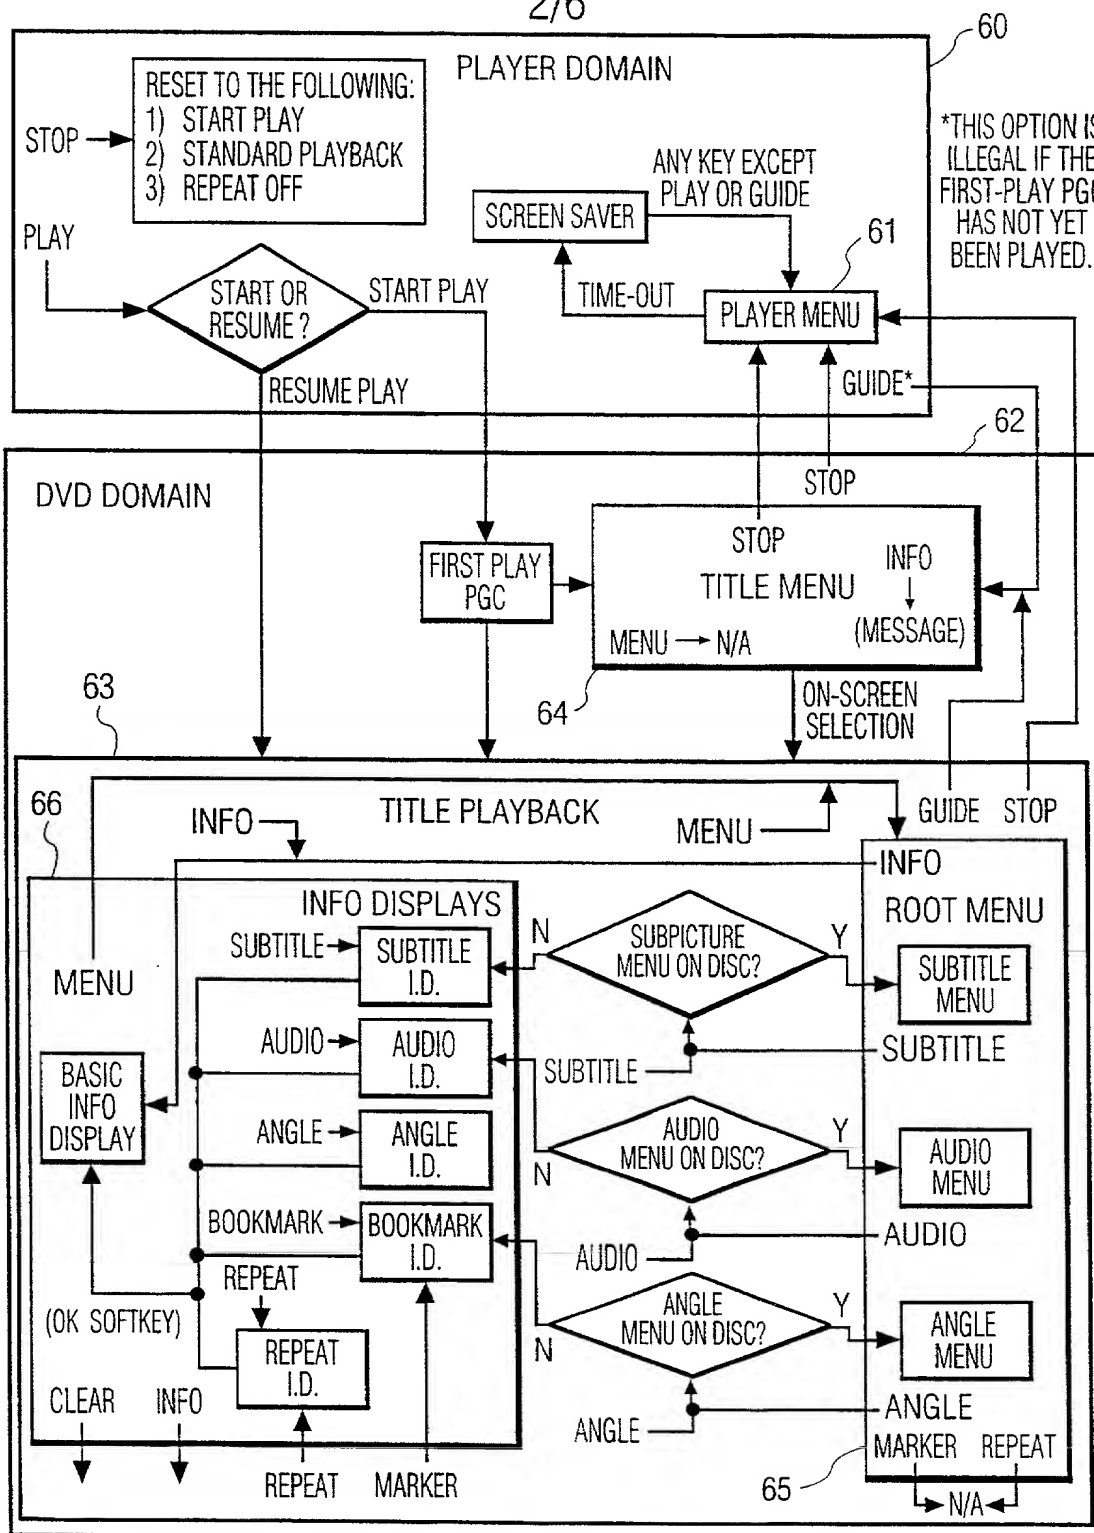 2/6
60
PLAYER DOMAIN
RESET TO THE FOLLOWING:
1) START PLAY
2) STANDARD PLAYBACK
3) REPEAT OFF
STOP
*THIS OPTION IS
ILLEGAL IF THE
FIRST-PLAY PGC
HAS NOT YET
BEEN PLAYED.
ANY KEY EXCEPT
PLAY OR GUIDE
SCREEN SAVER
61
PLAY
START OR
RESUME ?
START PLAY
TIME-OUT
PLAYER MENU
RESUME PLAY
GUIDE*
62
DVD DOMAIN
STOP
STOP
FIRST PLAY
PGC
TITLE MENU
INFO
(MESSAGE)
MENU
N/A
63
64
ON-SCREEN
SELECTION
66
TITLE PLAYBACK
INFO
MENU
GUIDE
STOP
INFO
INFO DISPLAYS
ROOT MENU
SUBTITLE
SUBTITLE
I.D.
N
SUBPICTURE
MENU ON DISC?
Y
SUBTITLE
MENU
MENU
AUDIO
AUDIO
I.D.
SUBTITLE
SUBTITLE
BASIC
INFO
DISPLAY
ANGLE
ANGLE
I.D.
N
AUDIO
MENU ON DISC?
Y
AUDIO
MENU
BOOKMARK
BOOKMARK
I.D.
AUDIO
AUDIO
REPEAT
(OK SOFTKEY)
REPEAT
I.D.
N
ANGLE
MENU ON DISC?
Y
ANGLE
MENU
CLEAR
INFO
ANGLE
ANGLE
MARKER
REPEAT
REPEAT
MARKER
65
N/A